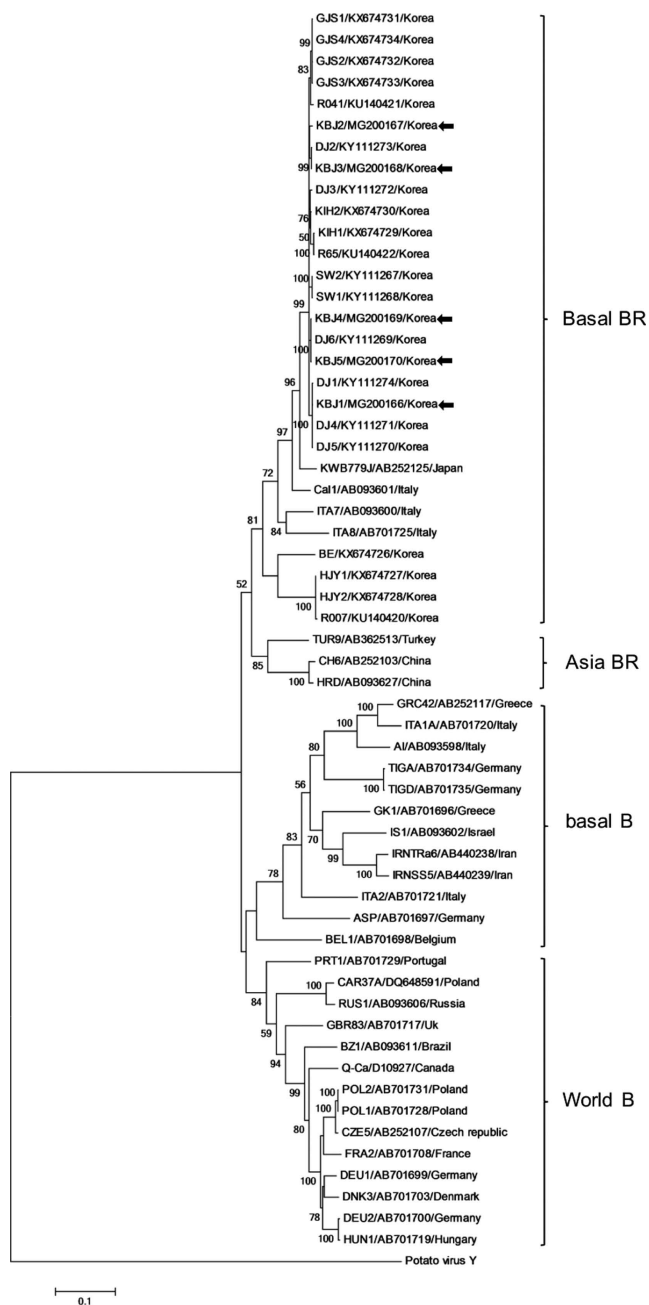 GJS1/KX674731/Korea
GJS4/KX674734/Korea
99
GJS2/KX674732/Korea
83
GJS3/KX674733/Korea
R041/KU140421/Korea
KBJ2/MG200167/Korea
DJ2/KY111273/Korea
99
KBJ3/MG200168/Korea
DJ3/KY111272/Korea
KIH2/KX674730/Korea
76
KIH1/KX674729/Korea
50
R65/KU140422/Korea
100
SW2/KY111267/Korea
100
SW1/KY111268/Korea
99
KBJ4/MG200169/Korea
Basal BR
DJ6/KY111269/Korea
100
KBJ5/MG200170/Korea
DJ1/KY111274/Korea
96
KBJ1/MG200166/Korea
DJ4/KY111271/Korea
100
DJ5/KY111270/Korea
97
KWB779J/AB252125/Japan
72
Cal1/AB093601/Italy
ITA7/AB093600/Italy
81
ITA8/AB701725/Italy
84
BE/KX674726/Korea
HJY1/KX674727/Korea
52
HJY2/KX674728/Korea
100
R007/KU140420/Korea
TUR9/AB362513/Turkey
85
CH6/AB252103/China
Asia BR
100
HRD/AB093627/China
GRC42/AB252117/Greece
100
100
ITA1A/AB701720/Italy
80
AI/AB093598/Italy
TIGA/AB701734/Germany
56
100
TIGD/AB701735/Germany
GK1/AB701696/Greece
basal B
IS1/AB093602/Israel
83
70
IRNTRa6/AB440238/Iran
99
100
IRNSS5/AB440239/Iran
78
ITA2/AB701721/Italy
ASP/AB701697/Germany
BEL1/AB701698/Belgium
PRT1/AB701729/Portugal
100
CAR37A/DQ648591/Poland
84
RUS1/AB093606/Russia
GBR83/AB701717/Uk
59
BZ1/AB093611/Brazil
94
Q-Ca/D10927/Canada
99
100
POL2/AB701731/Poland
100
POL1/AB701728/Poland
World B
80
CZE5/AB252107/Czech republic
FRA2/AB701708/France
100
DEU1/AB701699/Germany
DNK3/AB701703/Denmark
78
DEU2/AB701700/Germany
100
HUN1/AB701719/Hungary
Potato virus Y
0.1